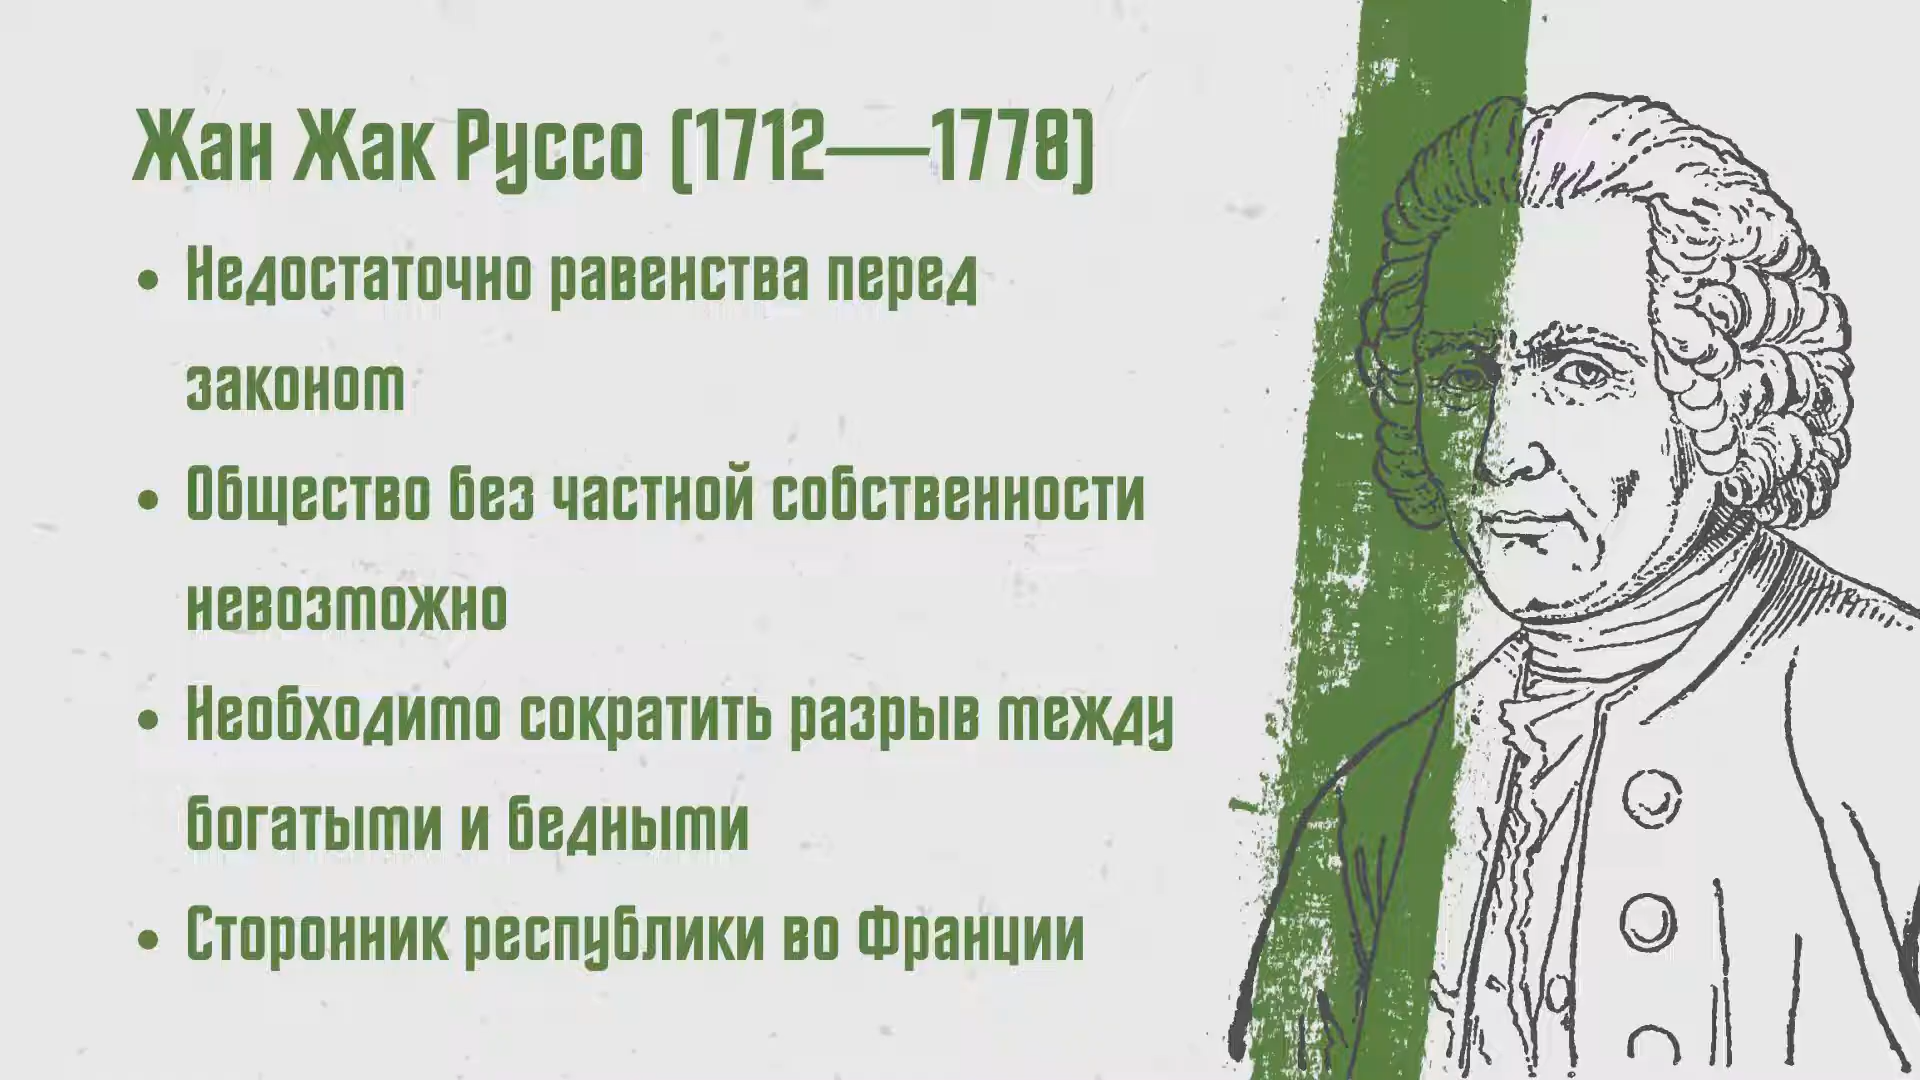 Жан Жак Руссо (1712—1778)
• Недостаточно равенства перед
законом
• Общество без частной собственности
невозможно
• Необходимо сократить разрыв между
богатыми и бедными
• Сторонник республики во Франции